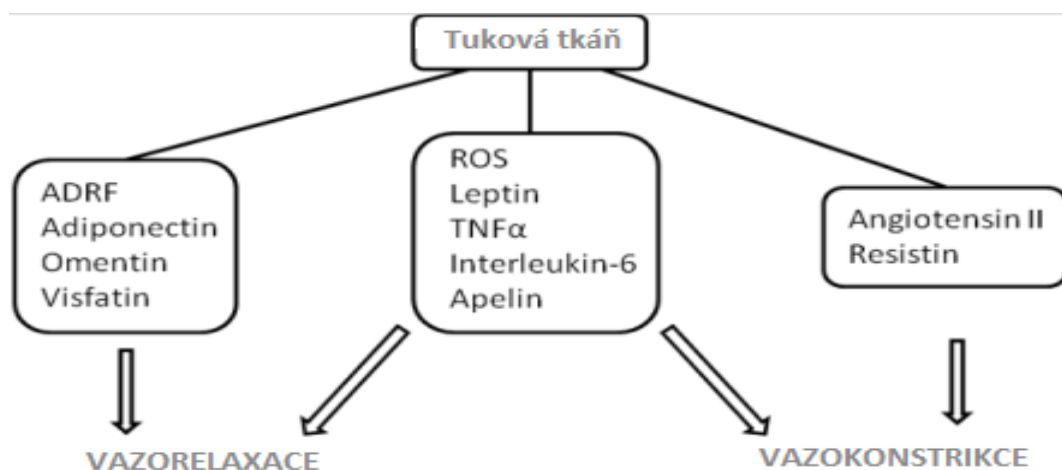 Tuková tkáň
ADRF
Adiponectin
Omentin
Visfatin
ROS
Leptin
TNFα
Interleukin-6
Apelin
Angiotensin II
Resistin
VAZORELAXACE
VAZOKONSTRIKCE